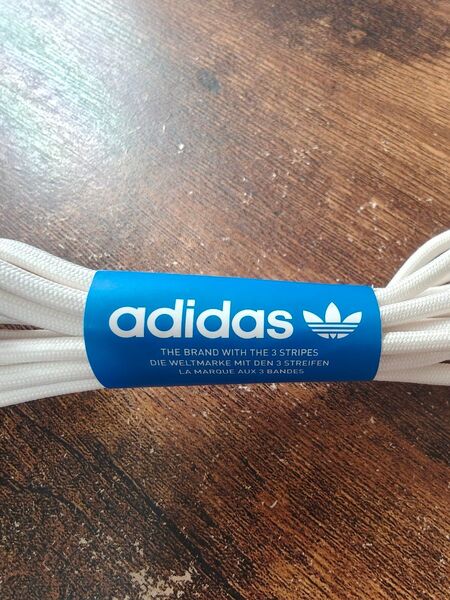 adidas
THE BRAND WITH THE 3 STRIPES
DIE WELTMARKE MIT DEN 3 STREIFEN
LA MARQUE AUX 3 BANDES